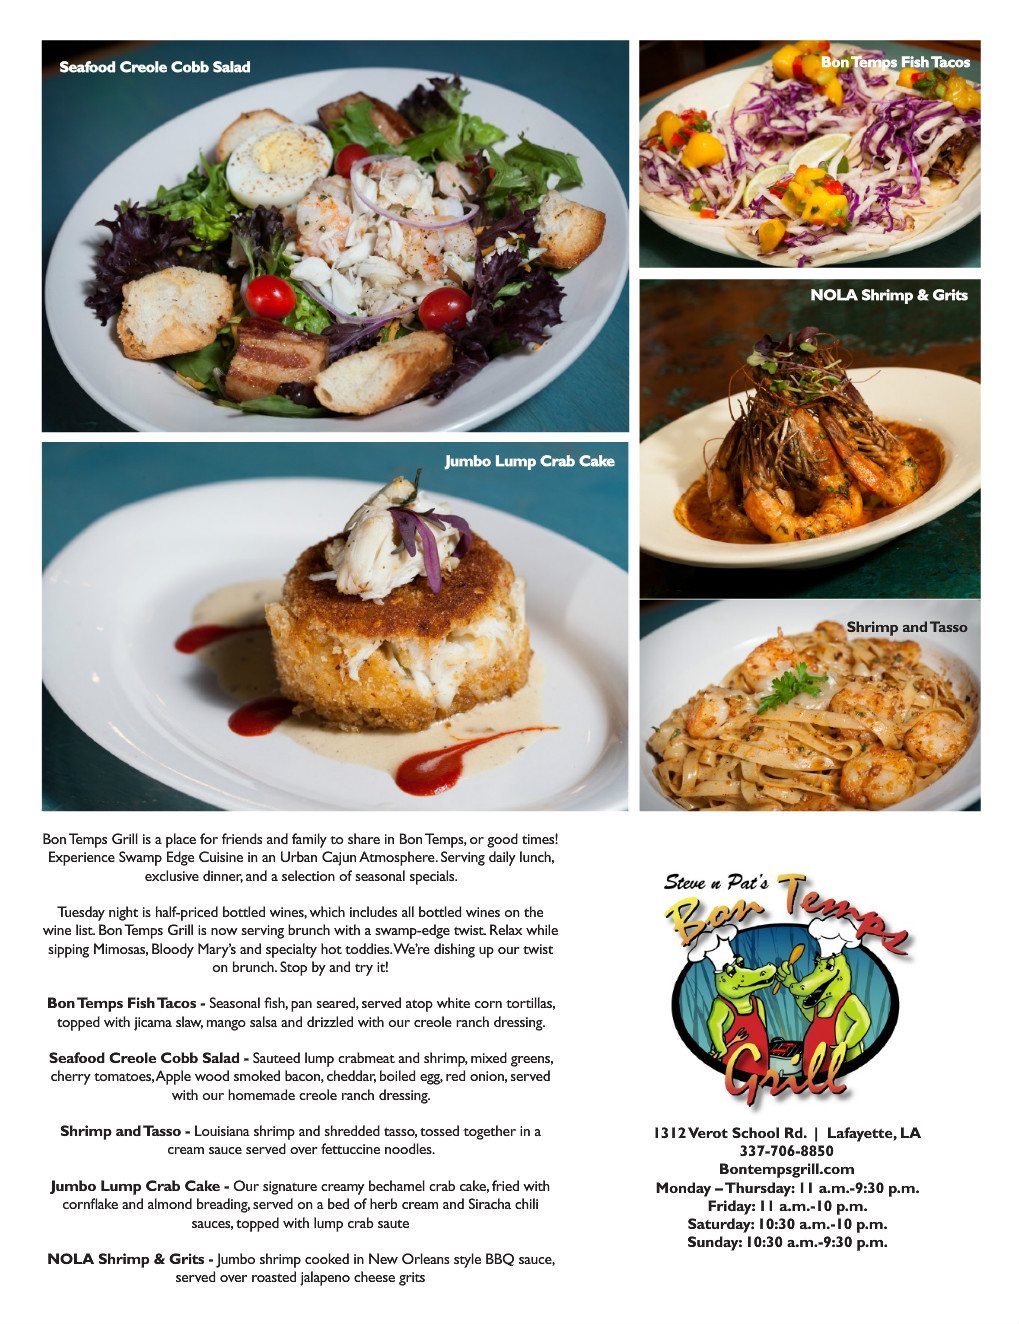 Seafood Creole Cobb Salad
Bon Temps Fish Tacos
NOLA Shrimp & Grits
Jumbo Lump Crab Cake
Shrimp and Tasso
Bon Temps Grill is a place for friends and family to share in Bon Temps, or good times!
Experience Swamp Edge Cuisine in an Urban Cajun Atmosphere. Serving daily lunch,
exclusive dinner, and a selection of seasonal specials.
Tuesday night is half-priced bottled wines, which includes all bottled wines on the
wine list. Bon Temps Grill is now serving brunch with a swamp-edge twist. Relax while
sipping Mimosas, Bloody Mary's and specialty hot toddies. We're dishing up our twist
on brunch. Stop by and try it!
Bon Temps Fish Tacos - Seasonal fish, pan seared, served atop white corn tortillas,
topped with jicama slaw, mango salsa and drizzled with our creole ranch dressing.
Seafood Creole Cobb Salad - Sauteed lump crabmeat and shrimp, mixed greens,
cherry tomatoes, Apple wood smoked bacon, cheddar, boiled egg, red onion, served
with our homemade creole ranch dressing.
Shrimp and Tasso - Louisiana shrimp and shredded tasso, tossed together in a
cream sauce served over fettuccine noodles.
Jumbo Lump Crab Cake - Our signature creamy bechamel crab cake, fried with
cornflake and almond breading, served on a bed of herb cream and Siracha chili
sauces, topped with lump crab saute
NOLA Shrimp & Grits - Jumbo shrimp cooked in New Orleans style BBQ sauce,
served over roasted jalapeno cheese grits
Steve n Pat's
Bon Temps
Grill
1312 Verot School Rd. | Lafayette, LA
337-706-8850
Bontempsgrill.com
Monday – Thursday: 11 a.m.-9:30 p.m.
Friday: 11 a.m.-10 p.m.
Saturday: 10:30 a.m.-10 p.m.
Sunday: 10:30 a.m.-9:30 p.m.